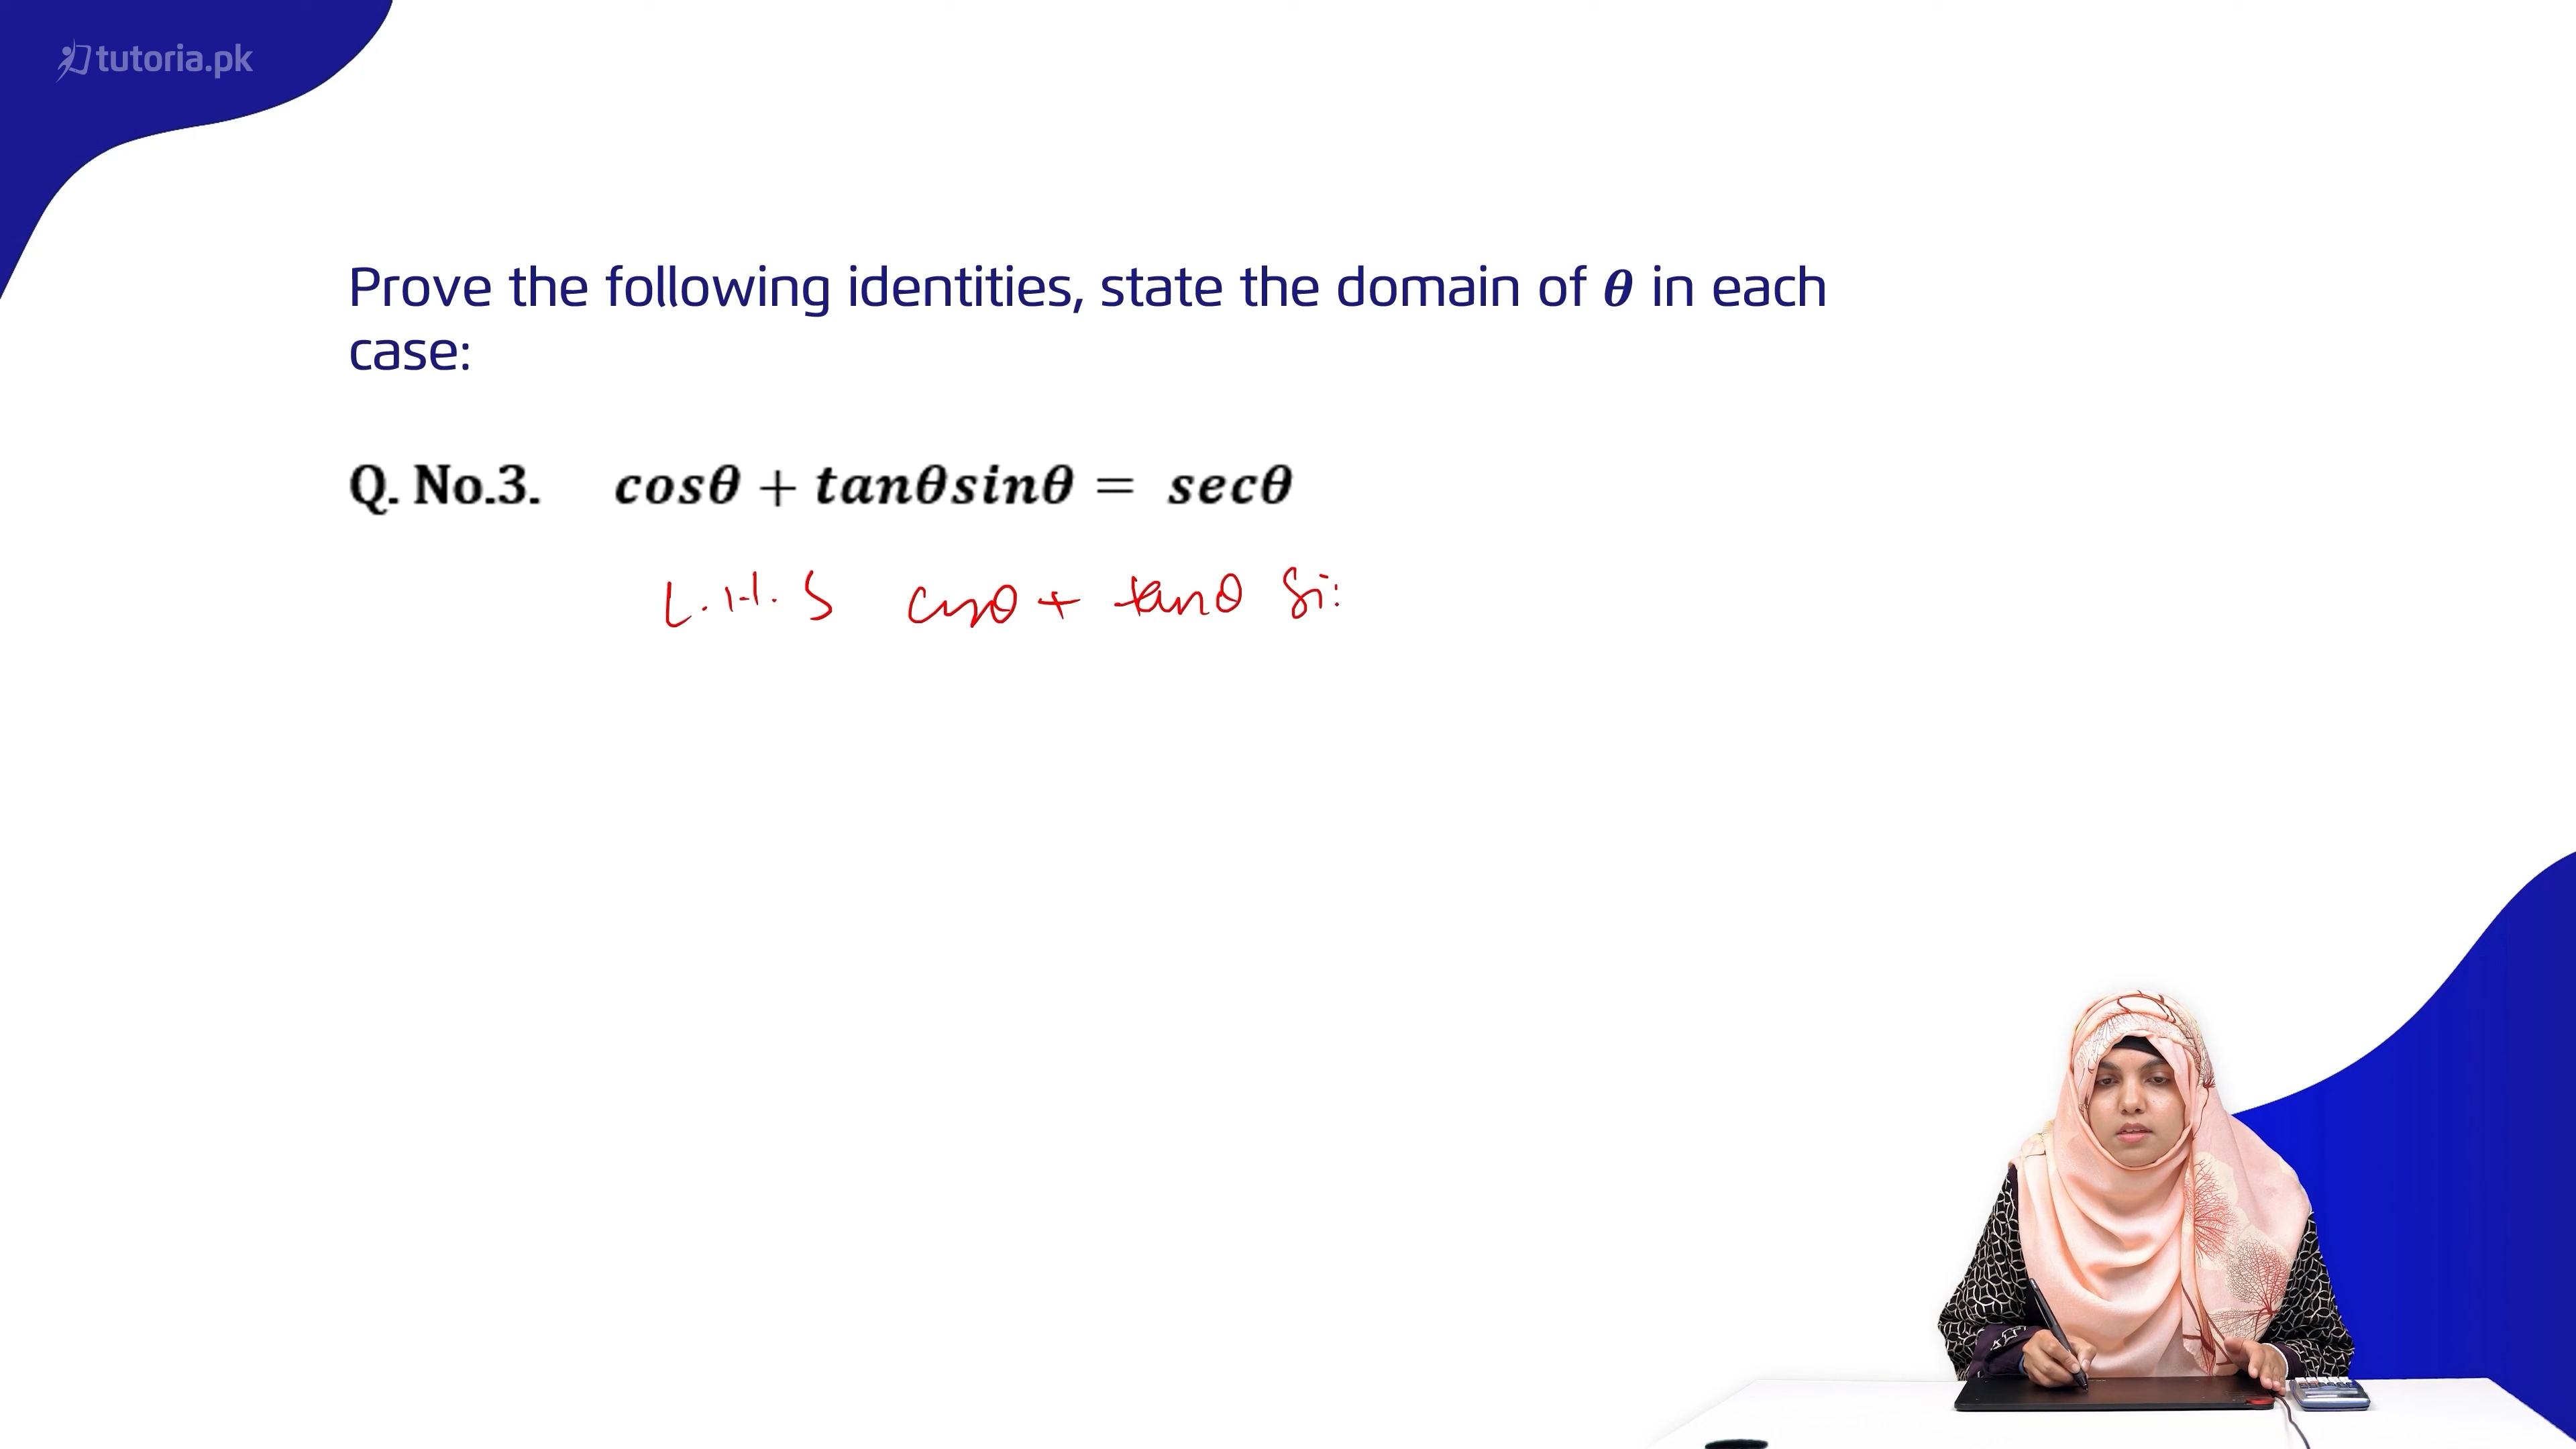 tutoria.pk
Prove the following identities, state the domain of θ in each
case:
Q. No.3. cosθ + tanθsinθ = secθ
L.H.S cosθ + tanθ Si